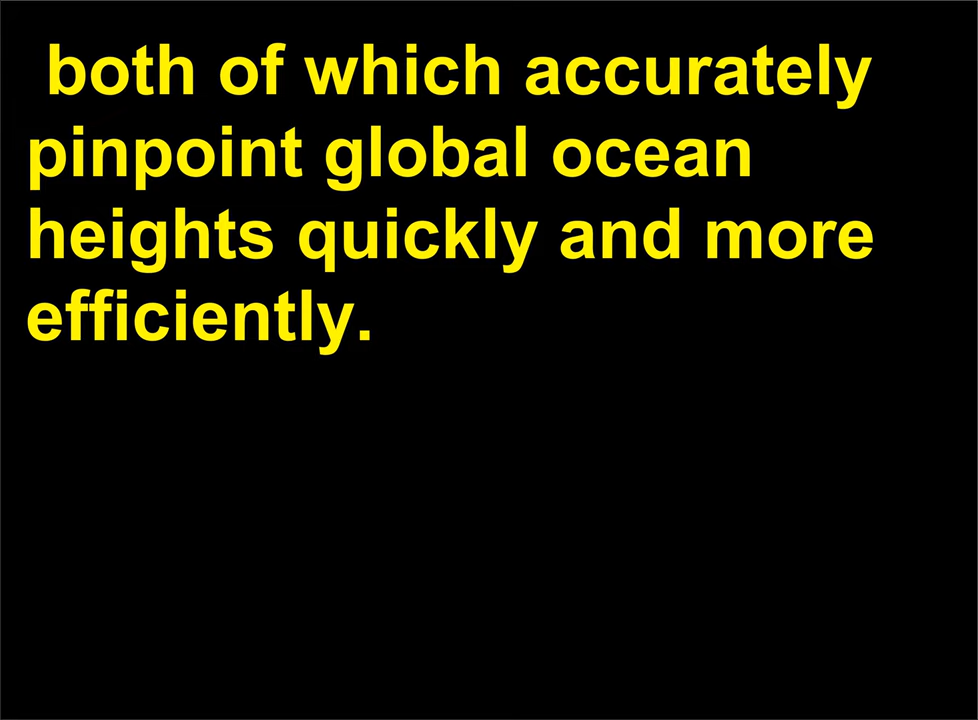 both of which accurately
pinpoint global ocean
heights quickly and more
efficiently.